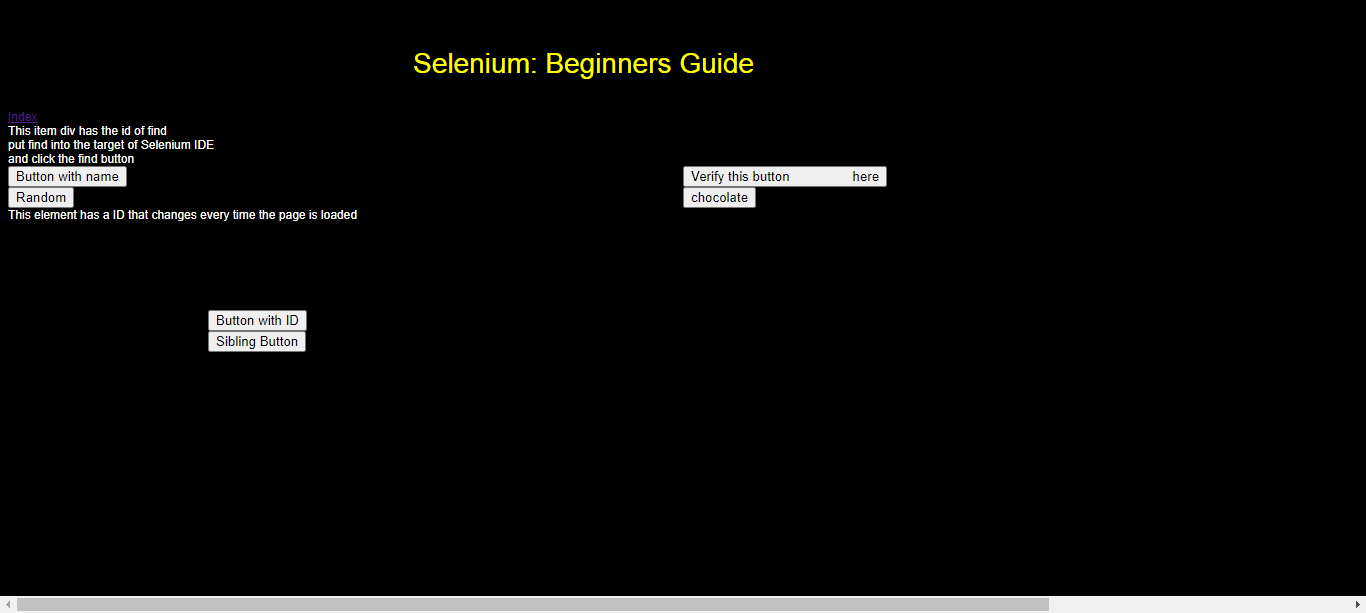 Selenium: Beginners Guide
Index
This item div has the id of find
put find into the target of Selenium IDE
and click the find button
Button with name
Verify this button here
Random
chocolate
This element has a ID that changes every time the page is loaded
Button with ID
Sibling Button